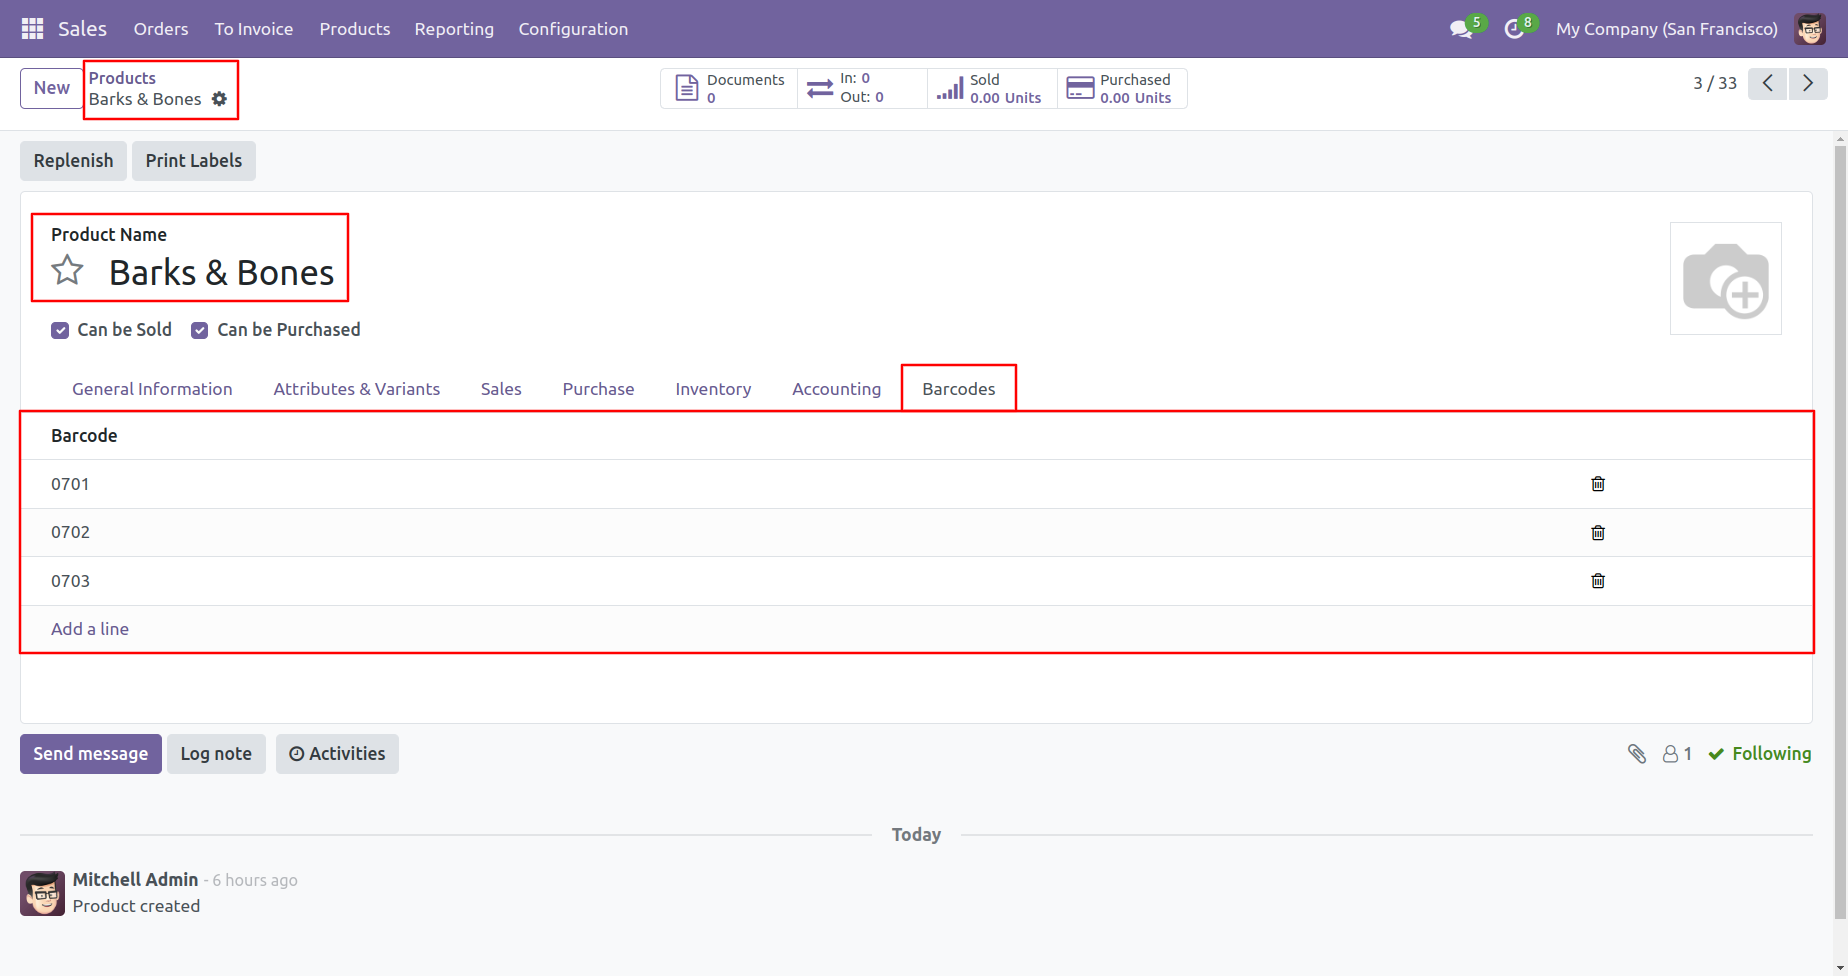 Sales Orders To Invoice Products Reporting Configuration 5 8 My Company (San Francisco)
New
Products
Barks & Bones
Documents
0
In: 0
Out: 0
Sold
0.00 Units
Purchased
0.00 Units
3 / 33
Replenish Print Labels
Product Name
Barks & Bones
Can be Sold Can be Purchased
General Information Attributes & Variants Sales Purchase Inventory Accounting Barcodes
Barcode
0701
0702
0703
Add a line
Send message Log note Activities 1 Following
Today
Mitchell Admin - 6 hours ago
Product created